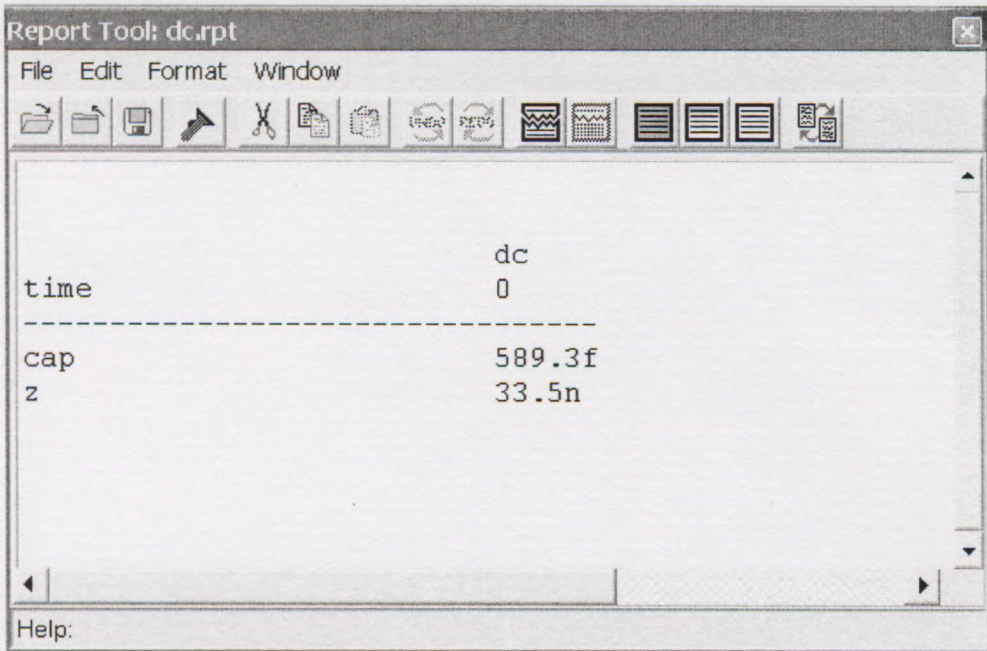 Report Tool: dc.rpt
File Edit Format Window
dc
time 0
---------------------------------
cap 589.3f
z 33.5n
Help: